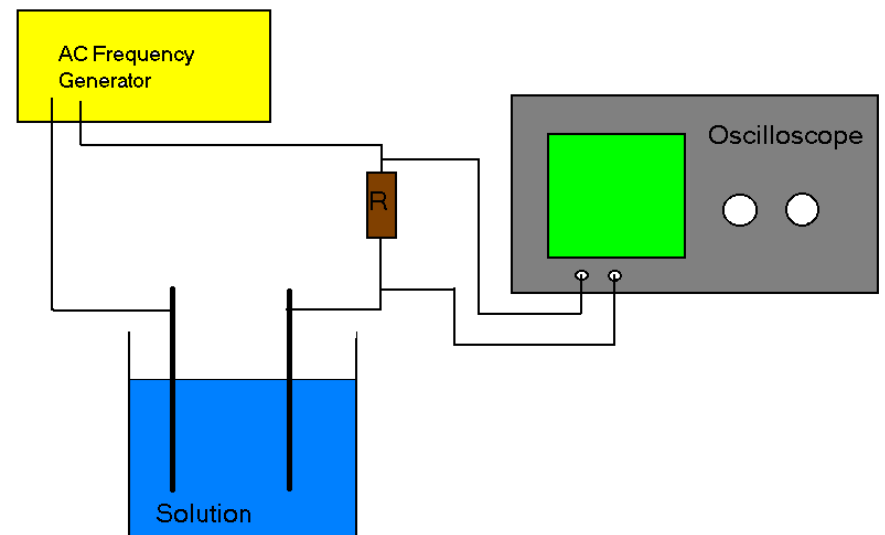 AC Frequency
Generator
Oscilloscope
R
Solution